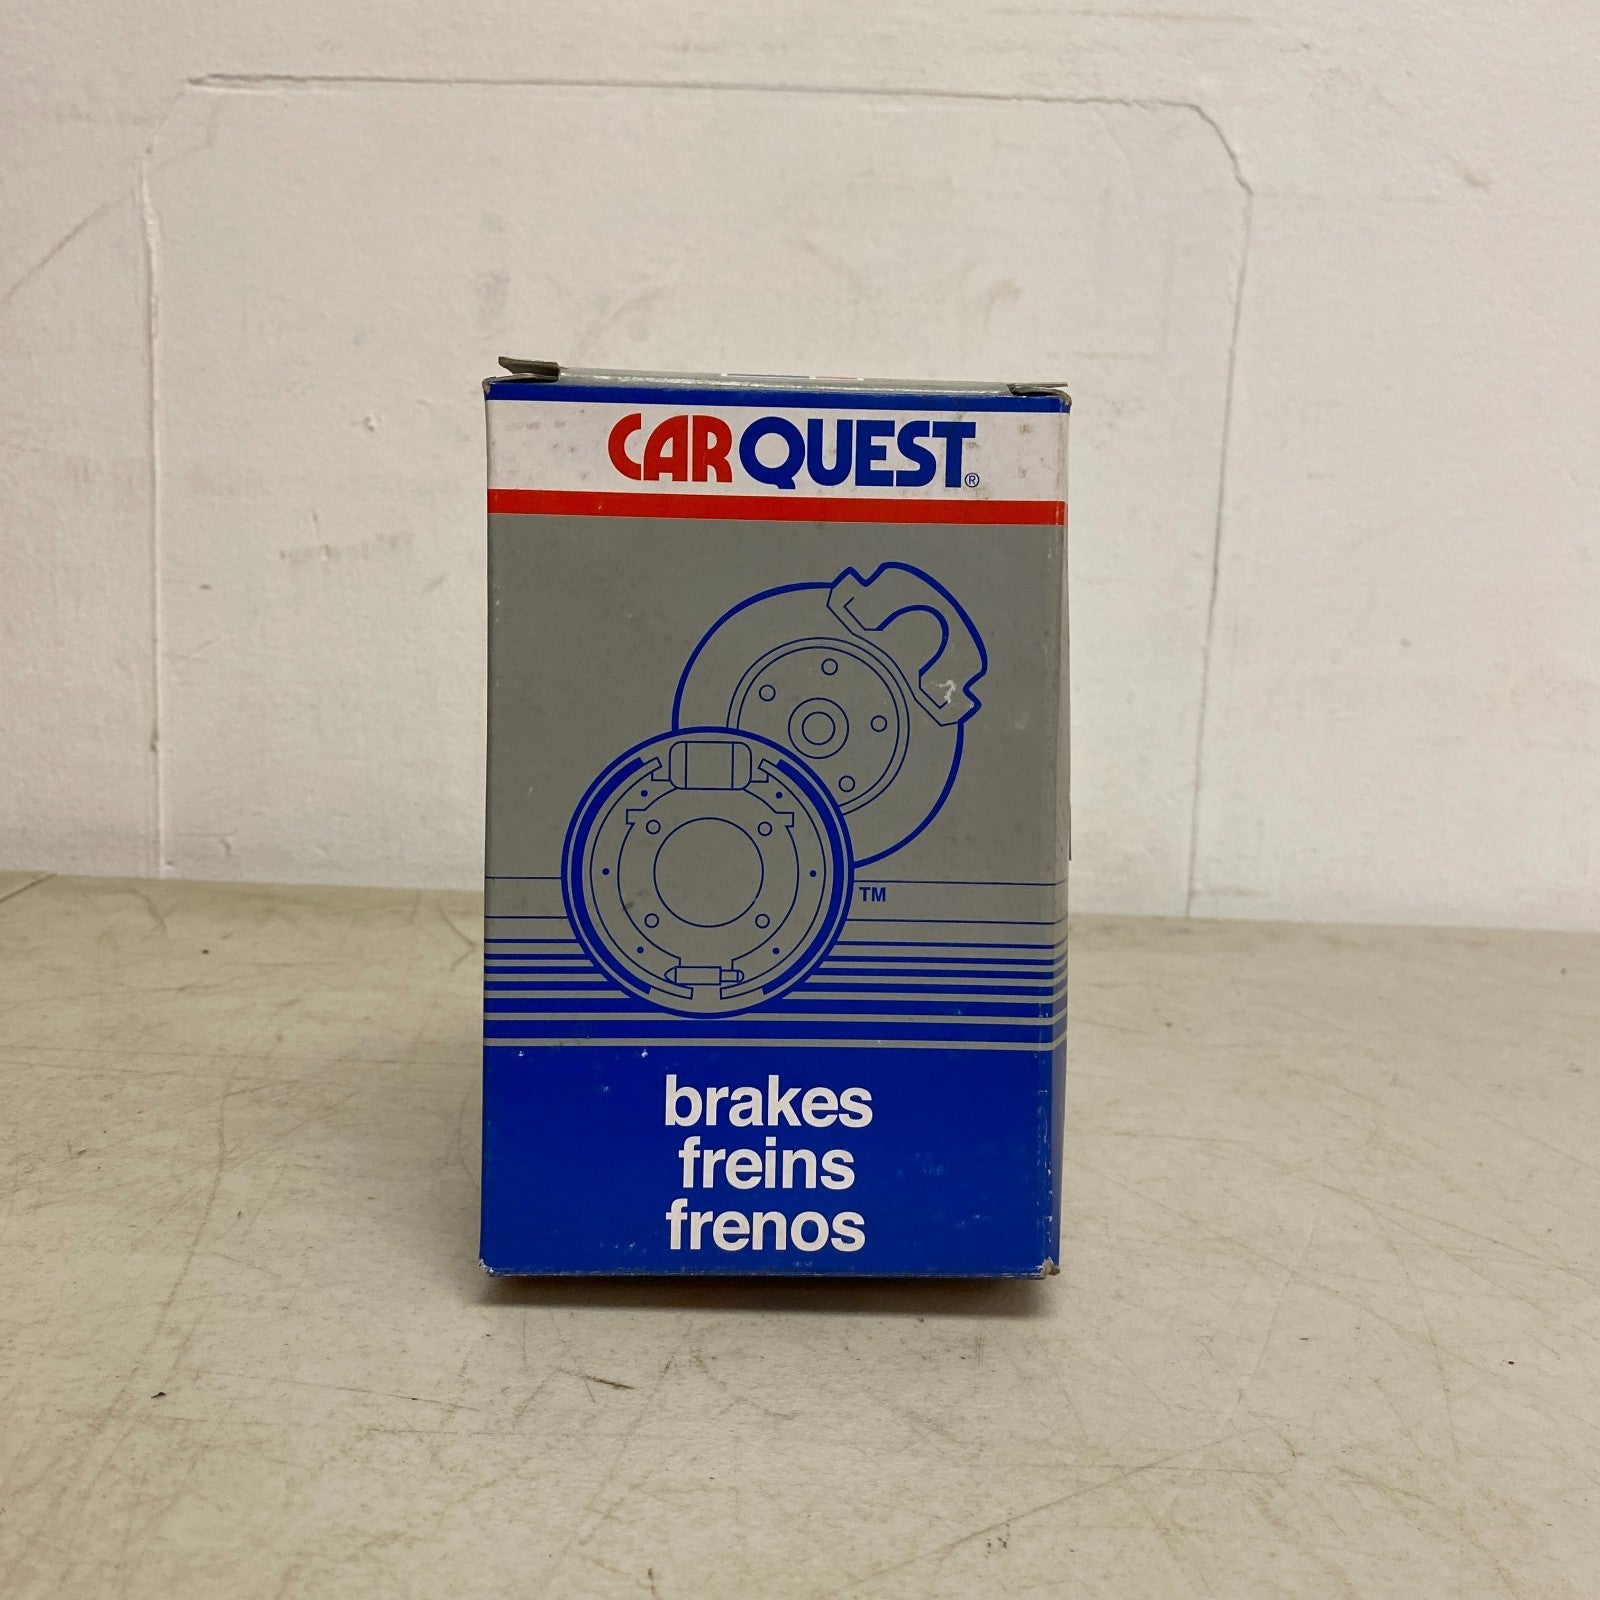 CARQUEST®
TM
brakes
freins
frenos